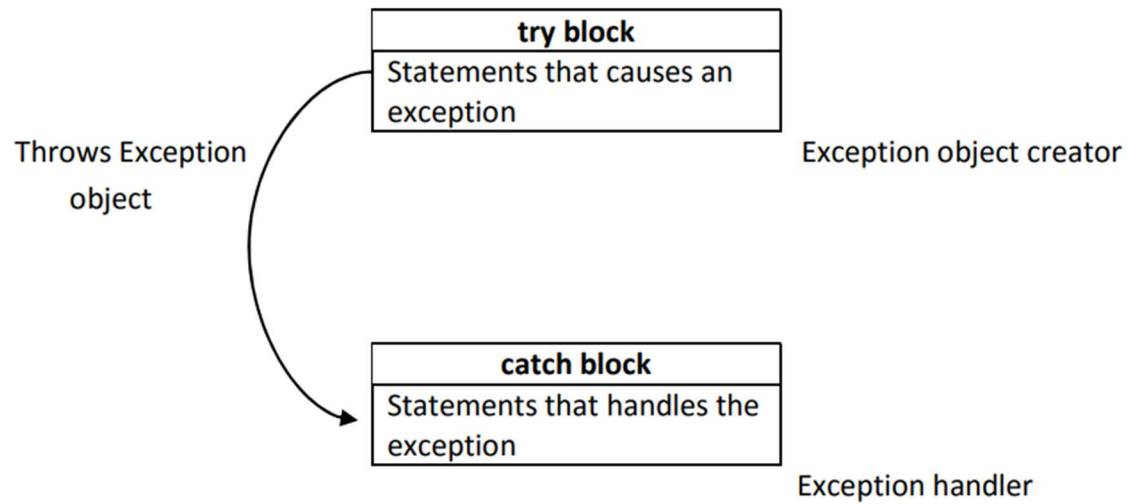 try block
Statements that causes an
exception
Throws Exception
object
Exception object creator
catch block
Statements that handles the
exception
Exception handler